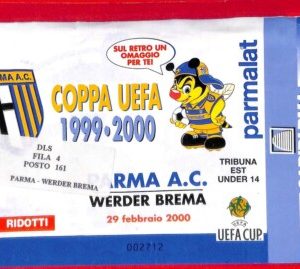 SUL RETRO UN
OMAGGIO
PER TE!
RMA A.C.
COPPA UEFA
1999-2000
parmalat
DLS
FILA 4
POSTO 161
PARMA - WERDER BREMA
TRIBUNA
EST
UNDER 14
PARMA A.C.
WERDER BREMA
RIDOTTI
29 febbraio 2000
002712
UEFA CUP